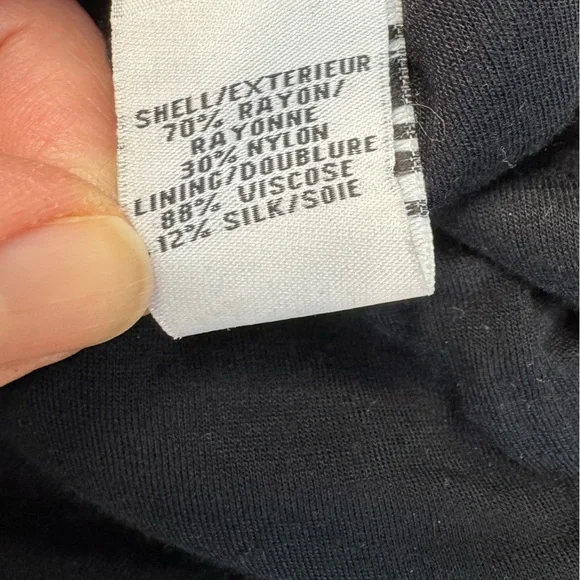 SHELL/EXTERIEUR
70% RAYON/
RAYONNE
30% NYLON
LINING/DOUBLURE
88% VISCOSE
12% SILK/SOIE